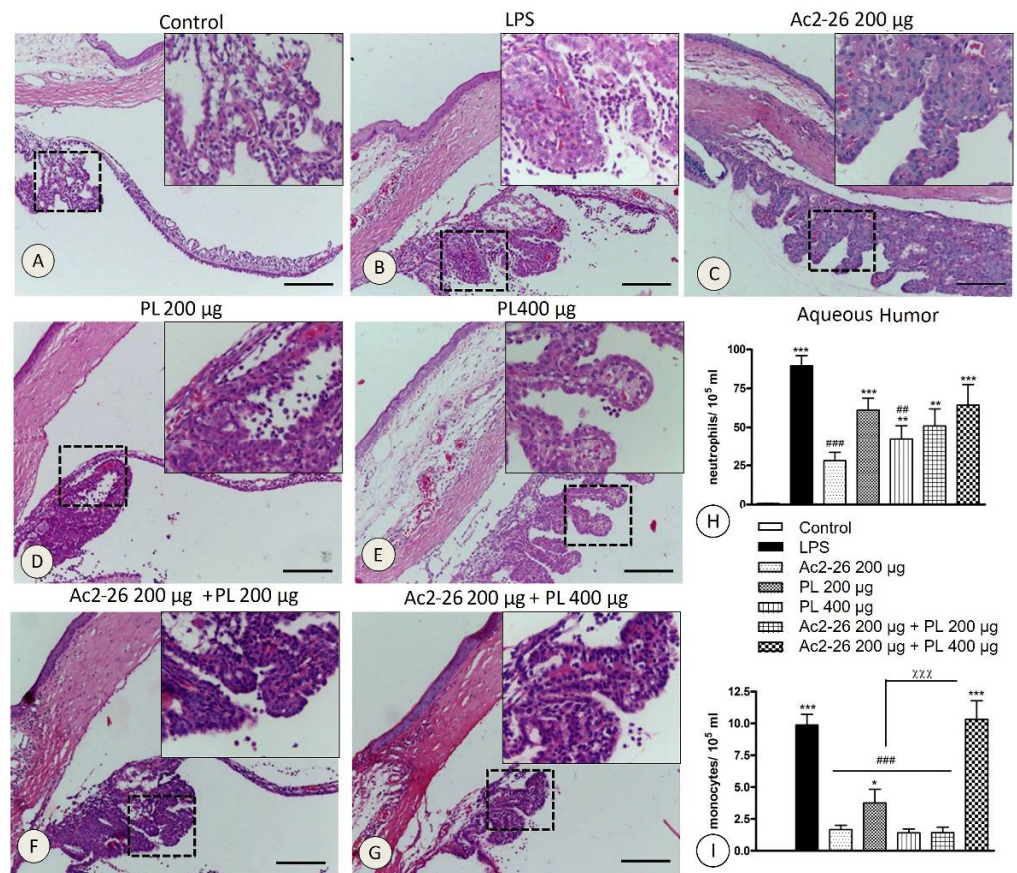 Control
LPS
Ac2-26 200 µg
A
B
C
PL 200 µg
PL400 µg
D
E
Aqueous Humor
neutrophils/ 10⁵ ml
100
75
50
25
0
***
###
***
##
**
**
***
H
Control
LPS
Ac2-26 200 µg
PL 200 µg
PL 400 µg
Ac2-26 200 µg + PL 200 µg
Ac2-26 200 µg + PL 400 µg
Ac2-26 200 µg +PL 200 µg
Ac2-26 200 µg + PL 400 µg
F
G
monocytes/ 10⁵ ml
12.5
10.0
7.5
5.0
2.5
0.0
***
###
*
χχχ
***
I